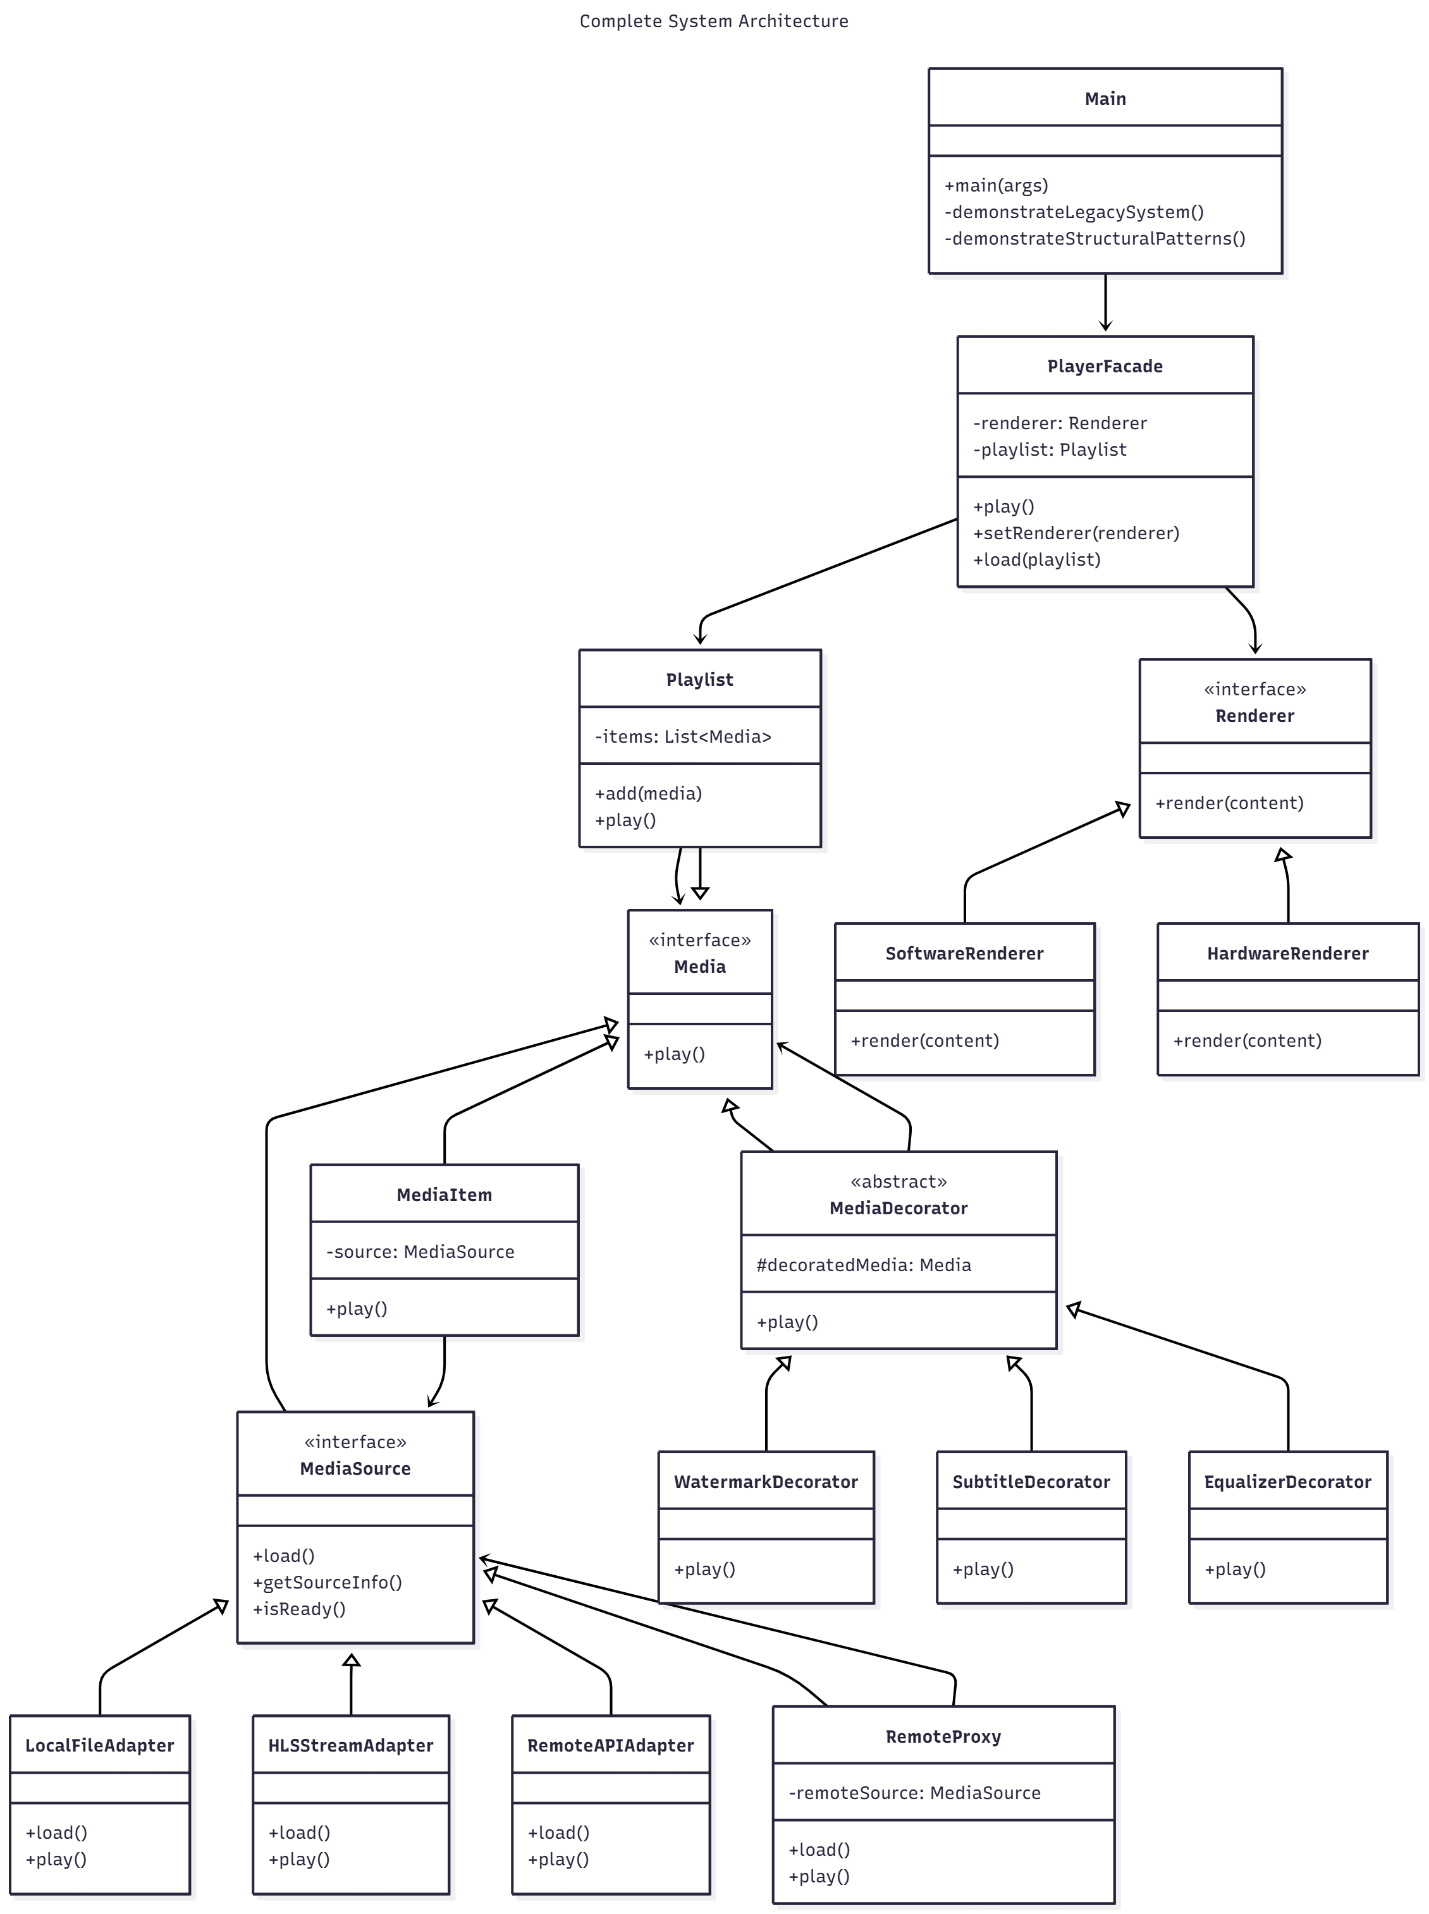 Complete System Architecture
Main
+main(args)
-demonstrateLegacySystem()
-demonstrateStructuralPatterns()
PlayerFacade
-renderer: Renderer
-playlist: Playlist
+play()
+setRenderer(renderer)
+load(playlist)
Playlist
-items: List<Media>
+add(media)
+play()
«interface»
Renderer
+render(content)
«interface»
Media
+play()
SoftwareRenderer
+render(content)
HardwareRenderer
+render(content)
MediaItem
-source: MediaSource
+play()
«abstract»
MediaDecorator
#decoratedMedia: Media
+play()
«interface»
MediaSource
+load()
+getSourceInfo()
+isReady()
WatermarkDecorator
+play()
SubtitleDecorator
+play()
EqualizerDecorator
+play()
LocalFileAdapter
+load()
+play()
HLSStreamAdapter
+load()
+play()
RemoteAPIAdapter
+load()
+play()
RemoteProxy
-remoteSource: MediaSource
+load()
+play()